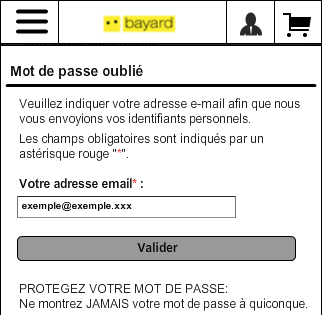 bayard
Mot de passe oublié
Veuillez indiquer votre adresse e-mail afin que nous
vous envoyions vos identifiants personnels.
Les champs obligatoires sont indiqués par un
astérisque rouge "*".
Votre adresse email* :
exemple@exemple.xxx
Valider
PROTEGEZ VOTRE MOT DE PASSE:
Ne montrez JAMAIS votre mot de passe à quiconque.